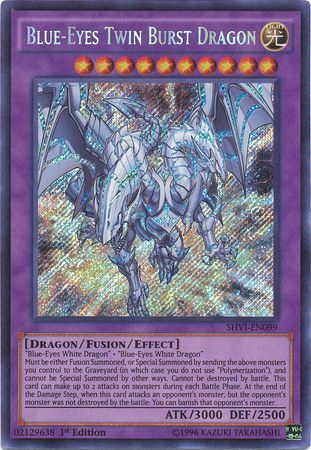 BLUE-EYES TWIN BURST DRAGON
LIGHT
光
SHVI-EN099
[DRAGON/FUSION/EFFECT]
"Blue-Eyes White Dragon" + "Blue-Eyes White Dragon"
Must be either Fusion Summoned, or Special Summoned by sending the above monsters
you control to the Graveyard (in which case you do not use "Polymerization"), and
cannot be Special Summoned by other ways. Cannot be destroyed by battle. This
card can make up to 2 attacks on monsters during each Battle Phase. At the end of
the Damage Step, when this card attacked an opponent's monster, but the opponent's
monster was not destroyed by the battle: You can banish that opponent's monster.
ATK/3000 DEF/2500
02129638 1st Edition ©1996 KAZUKI TAKAHASHI